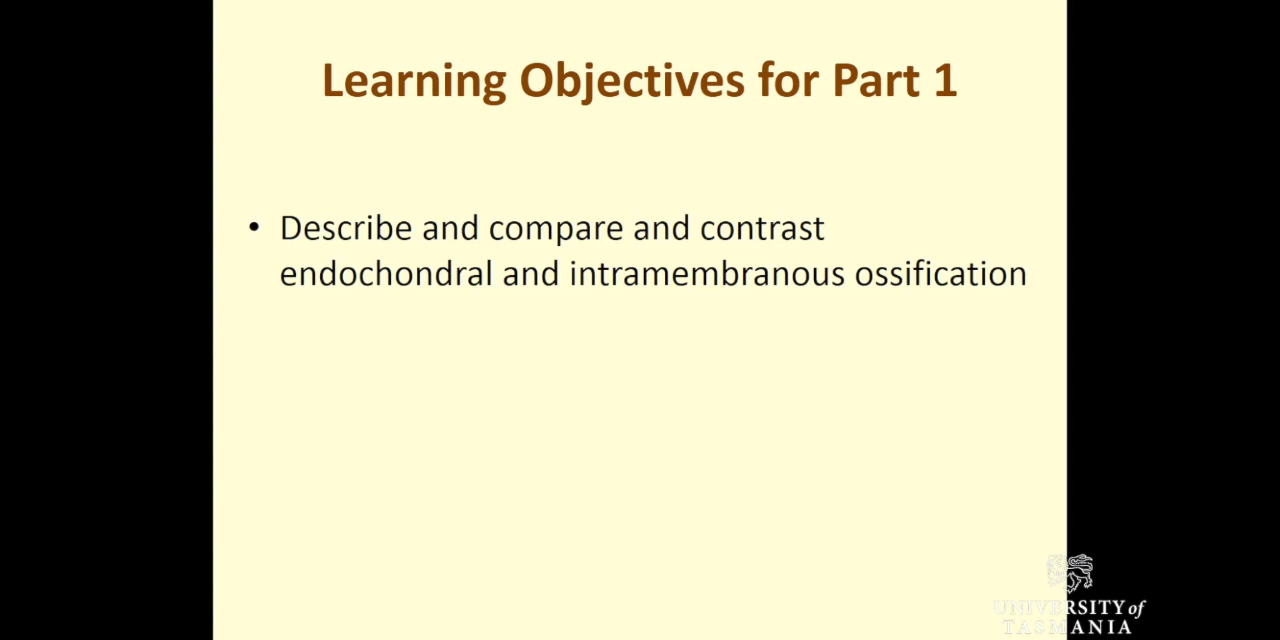 Learning Objectives for Part 1
• Describe and compare and contrast
endochondral and intramembranous ossification
UNIVERSITY of
TASMANIA